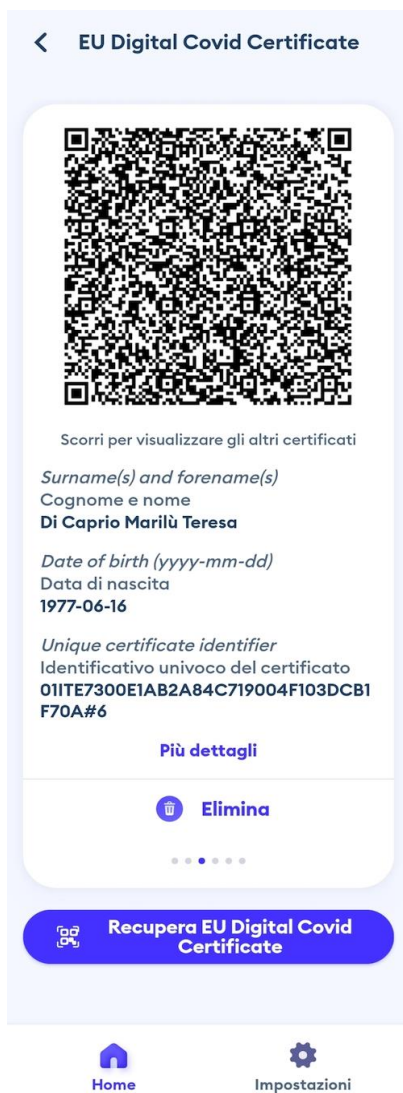 EU Digital Covid Certificate
Scorri per visualizzare gli altri certificati
Surname(s) and forename(s)
Cognome e nome
Di Caprio Marilù Teresa
Date of birth (yyyy-mm-dd)
Data di nascita
1977-06-16
Unique certificate identifier
Identificativo univoco del certificato
01ITE7300E1AB2A84C719004F103DCB1
F70A#6
Più dettagli
Elimina
Recupera EU Digital Covid
Certificate
Home
Impostazioni